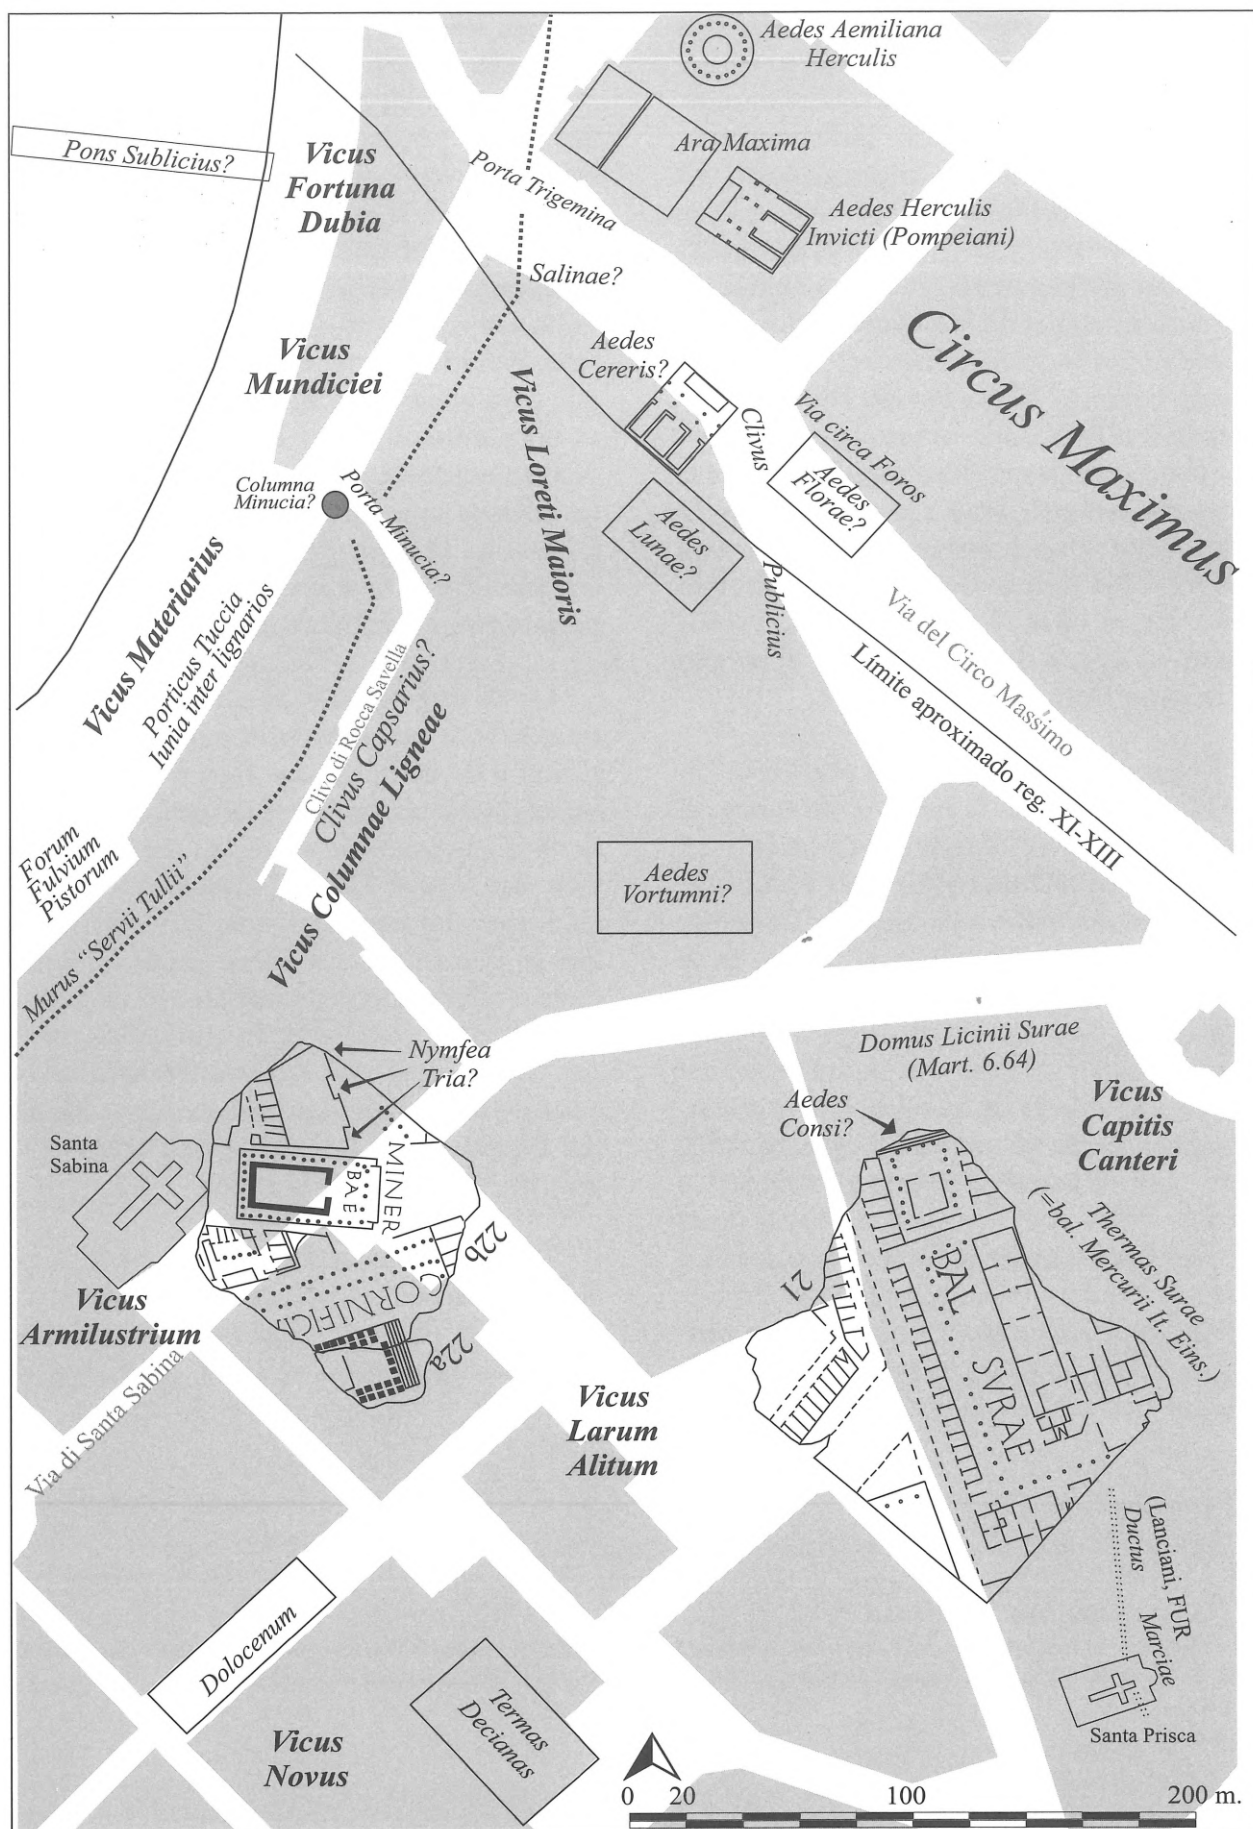 Aedes Aemiliana
Herculis
Pons Sublicius?
Vicus
Fortuna
Dubia
Porta Trigemina
Ara Maxima
Aedes Herculis
Invicti (Pompeiani)
Salinae?
Circus Maximus
Vicus
Mundiciei
Aedes
Cereris?
Vicus Loreti Maioris
Clivus
Publicius
Via circa Foros
Aedes
Florae?
Columna
Minucia?
Porta Minucia?
Aedes
Lunae?
Vicus Materiarius
Porticus Tuccia
Iunia inter lignarios
Via del Circo Massimo
Límite aproximado reg. XI-XIII
Clivo di Rocca Savella
Clivus Capsarius?
Vicus Columnae Ligneae
Forum
Fulvium
Pistorum
Murus “Servii Tullii”
Aedes
Vortumni?
Nymfea
Tria?
Domus Licinii Surae
(Mart. 6.64)
Aedes
Consi?
Vicus
Capitis
Canteri
Santa
Sabina
MINER
BAE
Thermas Surae
(=bal. Mercurii It. Eins.)
22b
CORNIFICI
22a
21
BAL
SVRAE
Vicus
Armilustrium
Via di Santa Sabina
Vicus
Larum
Alitum
(Lanciani, FUR
Ductus Marciae
Dolocenum
Termas
Decianas
Santa Prisca
Vicus
Novus
0 20 100 200 m.